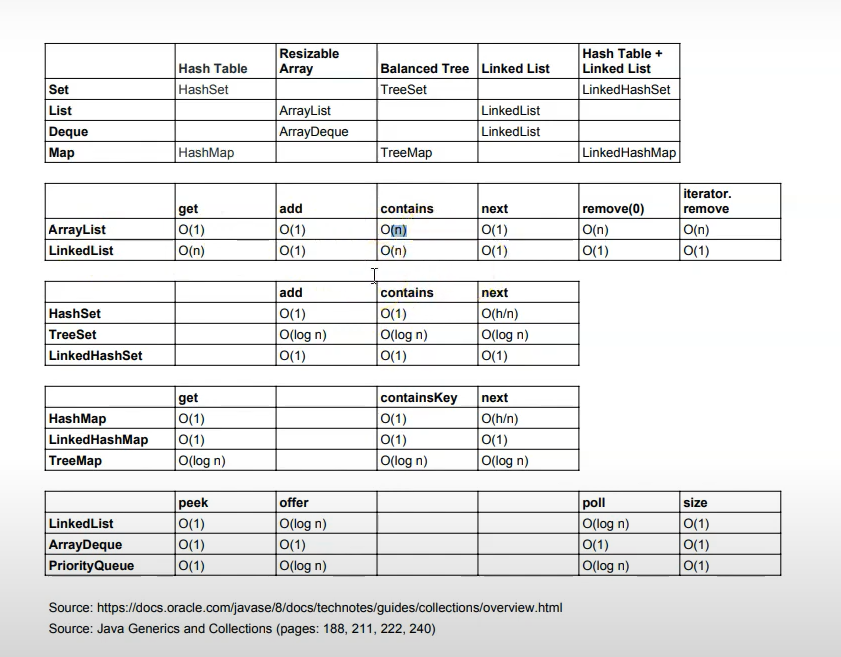 Hash Table Resizable Array Balanced Tree Linked List Hash Table + Linked List
Set HashSet TreeSet LinkedHashSet
List ArrayList LinkedList
Deque ArrayDeque LinkedList
Map HashMap TreeMap LinkedHashMap
get add contains next remove(0) iterator. remove
ArrayList O(1) O(1) O(n) O(1) O(n) O(n)
LinkedList O(n) O(1) O(n) O(1) O(1) O(1)
add contains next
HashSet O(1) O(1) O(h/n)
TreeSet O(log n) O(log n) O(log n)
LinkedHashSet O(1) O(1) O(1)
get containsKey next
HashMap O(1) O(1) O(h/n)
LinkedHashMap O(1) O(1) O(1)
TreeMap O(log n) O(log n) O(log n)
peek offer poll size
LinkedList O(1) O(log n) O(log n) O(1)
ArrayDeque O(1) O(1) O(1) O(1)
PriorityQueue O(1) O(log n) O(log n) O(1)
Source: https://docs.oracle.com/javase/8/docs/technotes/guides/collections/overview.html
Source: Java Generics and Collections (pages: 188, 211, 222, 240)